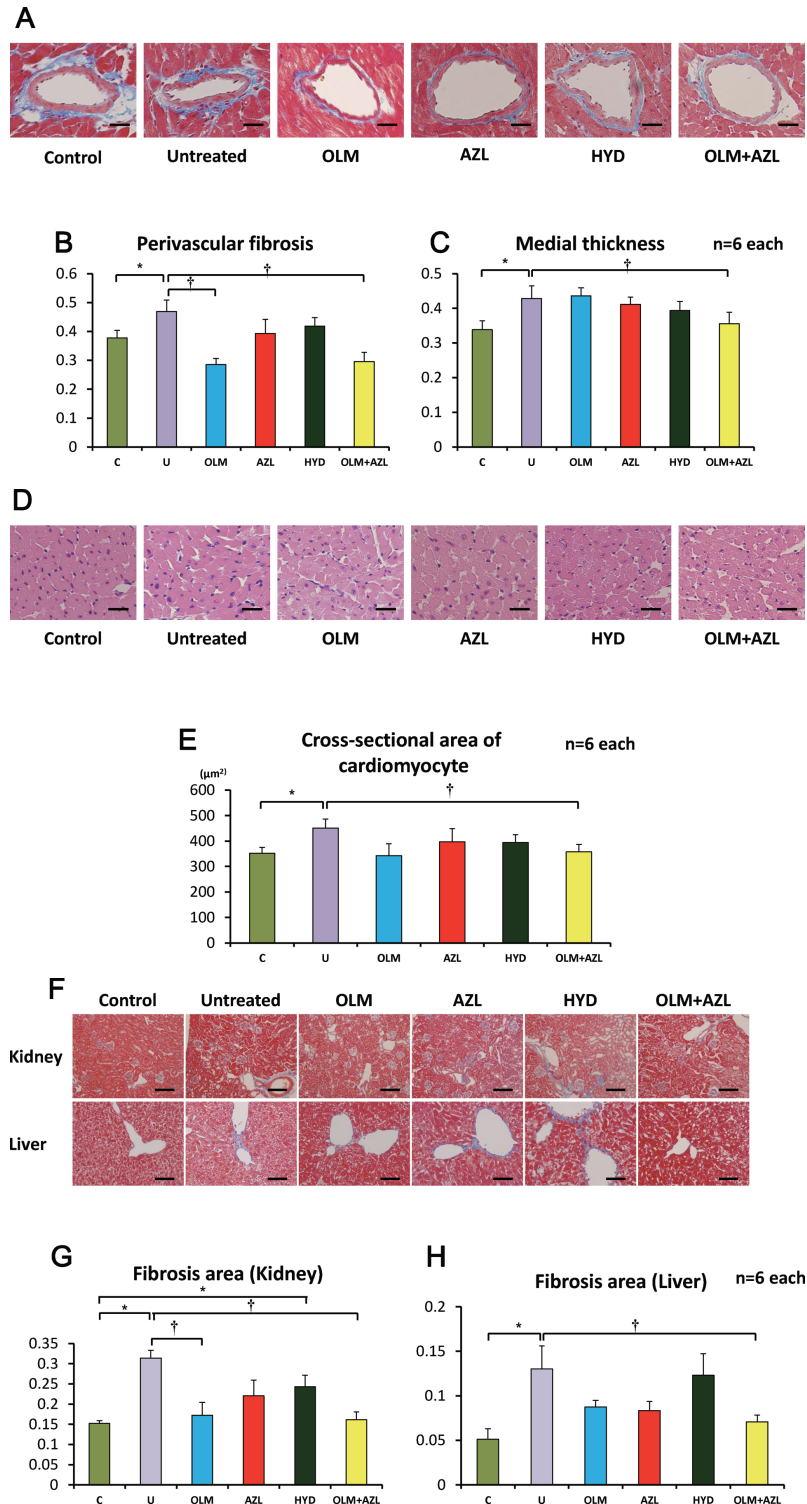 A
Control Untreated OLM AZL HYD OLM+AZL
B Perivascular fibrosis
* † †
0.6
0.5
0.4
0.3
0.2
0.1
0
C U OLM AZL HYD OLM+AZL
C Medial thickness n=6 each
* †
0.5
0.4
0.3
0.2
0.1
0
C U OLM AZL HYD OLM+AZL
D
Control Untreated OLM AZL HYD OLM+AZL
E Cross-sectional area of n=6 each
cardiomyocyte
(μm²)
* †
600
500
400
300
200
100
0
C U OLM AZL HYD OLM+AZL
F
Control Untreated OLM AZL HYD OLM+AZL
Kidney
Liver
G
Fibrosis area (Kidney)
*
* †
†
0.35
0.3
0.25
0.2
0.15
0.15
0.05
0
C U OLM AZL HYD OLM+AZL
H
Fibrosis area (Liver) n=6 each
* †
0.2
0.15
0.1
0.05
0
C U OLM AZL HYD OLM+AZL